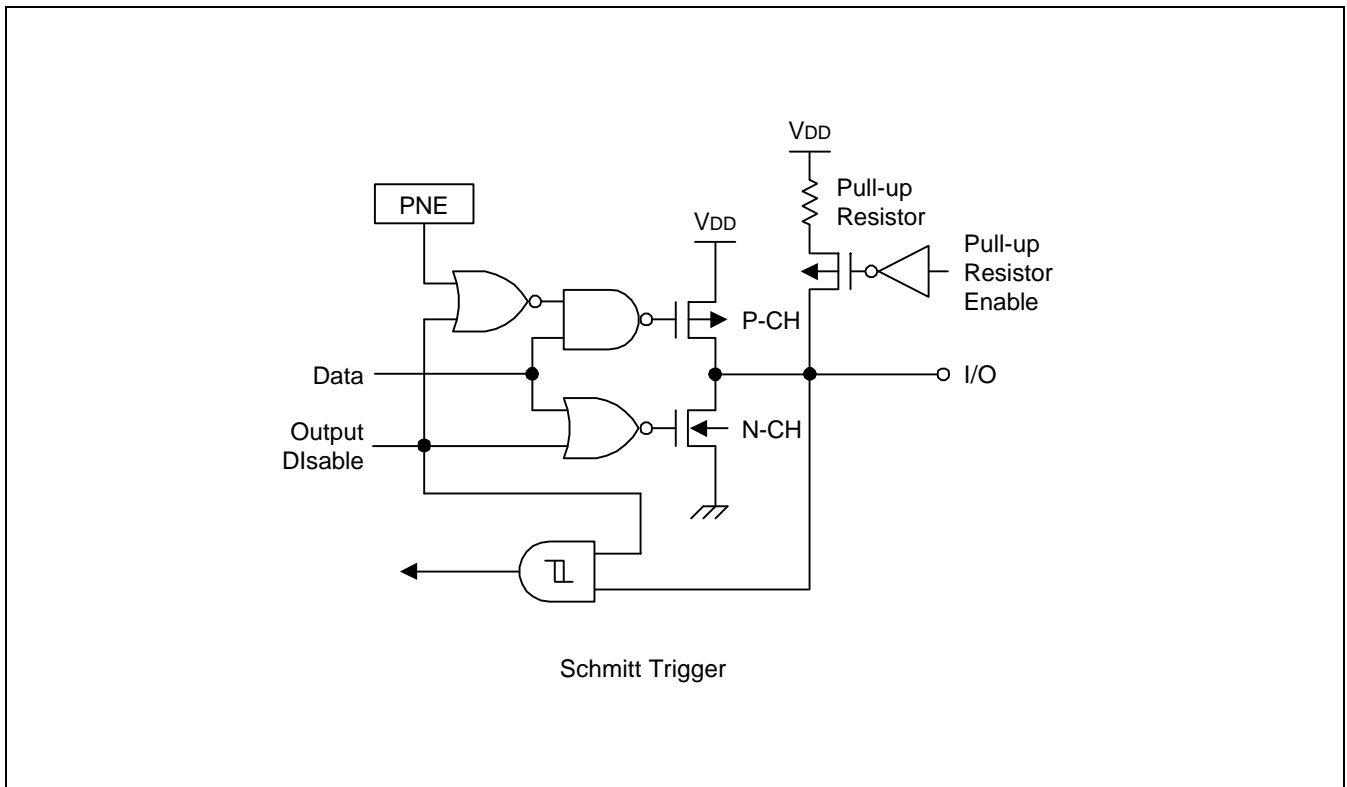 VDD
Pull-up
Resistor
PNE
VDD
Pull-up
Resistor
Enable
P-CH
Data
I/O
Output
DIsable
N-CH
Schmitt Trigger